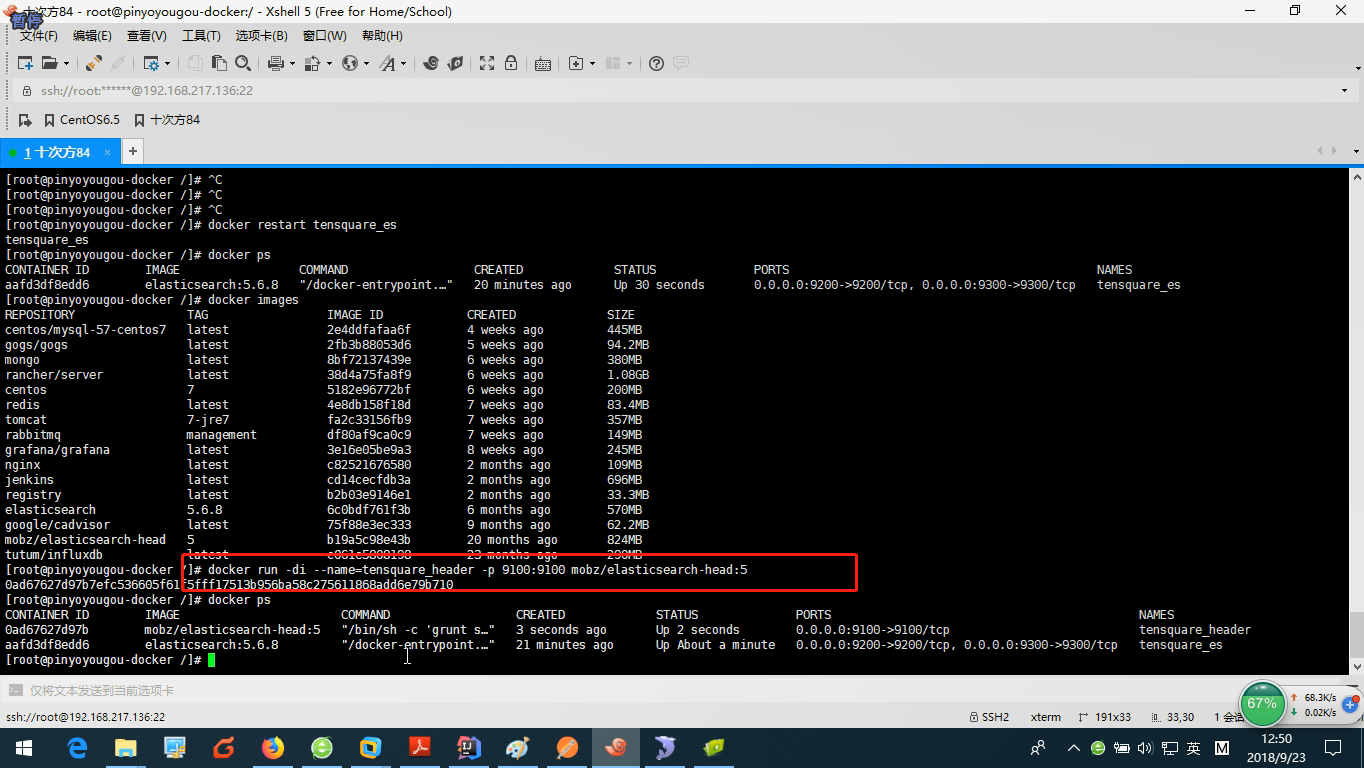 十次方84 - root@pinyoyougou-docker:/ - Xshell 5 (Free for Home/School)
暂停
文件(F) 编辑(E) 查看(V) 工具(T) 选项卡(B) 窗口(W) 帮助(H)
ssh://root:******@192.168.217.136:22
CentOS6.5 十次方84
1 十次方84 × +
[root@pinyoyougou-docker /]# ^C
[root@pinyoyougou-docker /]# ^C
[root@pinyoyougou-docker /]# ^C
[root@pinyoyougou-docker /]# docker restart tensquare_es
tensquare_es
[root@pinyoyougou-docker /]# docker ps
CONTAINER ID IMAGE COMMAND CREATED STATUS PORTS NAMES
aafd3df8edd6 elasticsearch:5.6.8 "/docker-entrypoint.…" 20 minutes ago Up 30 seconds 0.0.0.0:9200->9200/tcp, 0.0.0.0:9300->9300/tcp tensquare_es
[root@pinyoyougou-docker /]# docker images
REPOSITORY TAG IMAGE ID CREATED SIZE
centos/mysql-57-centos7 latest 2e4ddfafaa6f 4 weeks ago 445MB
gogs/gogs latest 2fb3b88053d6 5 weeks ago 94.2MB
mongo latest 8bf72137439e 6 weeks ago 380MB
rancher/server latest 38d4a75fa8f9 6 weeks ago 1.08GB
centos 7 5182e96772bf 6 weeks ago 200MB
redis latest 4e8db158f18d 7 weeks ago 83.4MB
tomcat 7-jre7 fa2c33156fb9 7 weeks ago 357MB
rabbitmq management df80af9ca0c9 7 weeks ago 149MB
grafana/grafana latest 3e16e05be9a3 8 weeks ago 245MB
nginx latest c82521676580 2 months ago 109MB
jenkins latest cd14cecfdb3a 2 months ago 696MB
registry latest b2b03e9146e1 2 months ago 33.3MB
elasticsearch 5.6.8 6c0bdf761f3b 6 months ago 570MB
google/cadvisor latest 75f88e3ec333 9 months ago 62.2MB
mobz/elasticsearch-head 5 b19a5c98e43b 20 months ago 824MB
tutum/influxdb latest c061c5808198 23 months ago 290MB
[root@pinyoyougou-docker /]# docker run -di --name=tensquare_header -p 9100:9100 mobz/elasticsearch-head:5
0ad67627d97b7efc536605f61f5fff17513b956ba58c275611868add6e79b710
[root@pinyoyougou-docker /]# docker ps
CONTAINER ID IMAGE COMMAND CREATED STATUS PORTS NAMES
0ad67627d97b mobz/elasticsearch-head:5 "/bin/sh -c 'grunt s…" 3 seconds ago Up 2 seconds 0.0.0.0:9100->9100/tcp tensquare_header
aafd3df8edd6 elasticsearch:5.6.8 "/docker-entrypoint.…" 21 minutes ago Up About a minute 0.0.0.0:9200->9200/tcp, 0.0.0.0:9300->9300/tcp tensquare_es
[root@pinyoyougou-docker /]#
仅将文本发送到当前选项卡
ssh://root@192.168.217.136:22 SSH2 xterm 191x33 33,30 1 会
67% 68.3K/s
0.02K/s
英 M 12:50
2018/9/23